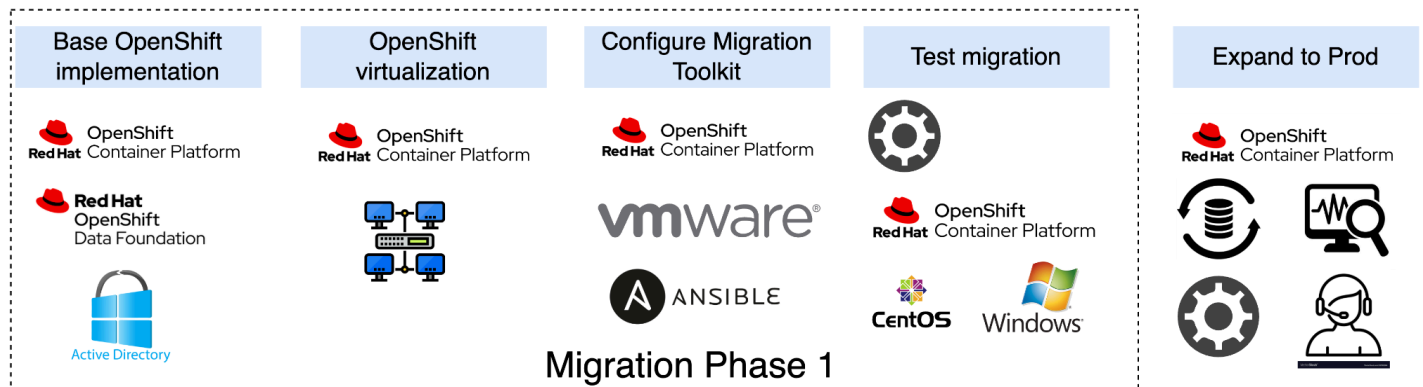 Base OpenShift
implementation
OpenShift
virtualization
Configure Migration
Toolkit
Test migration
Expand to Prod
OpenShift
Red Hat Container Platform
Red Hat
OpenShift
Data Foundation
Active Directory
OpenShift
Red Hat Container Platform
OpenShift
Red Hat Container Platform
vmware®
A ANSIBLE
OpenShift
Red Hat Container Platform
CentOS
Windows
OpenShift
Red Hat Container Platform
Migration Phase 1